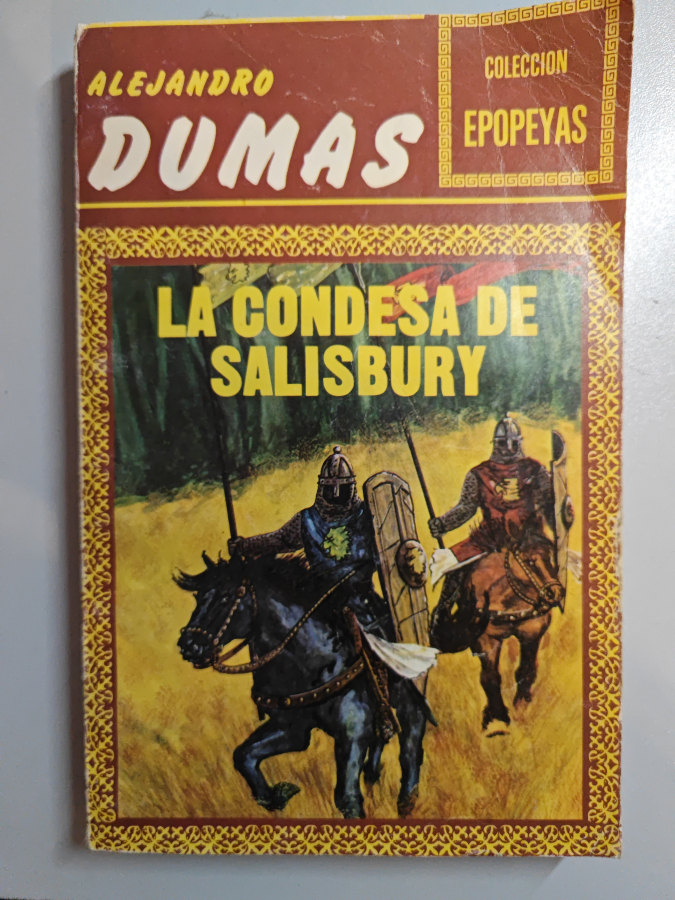 ALEJANDRO
DUMAS
COLECCION
EPOPEYAS
LA CONDESA DE
SALISBURY